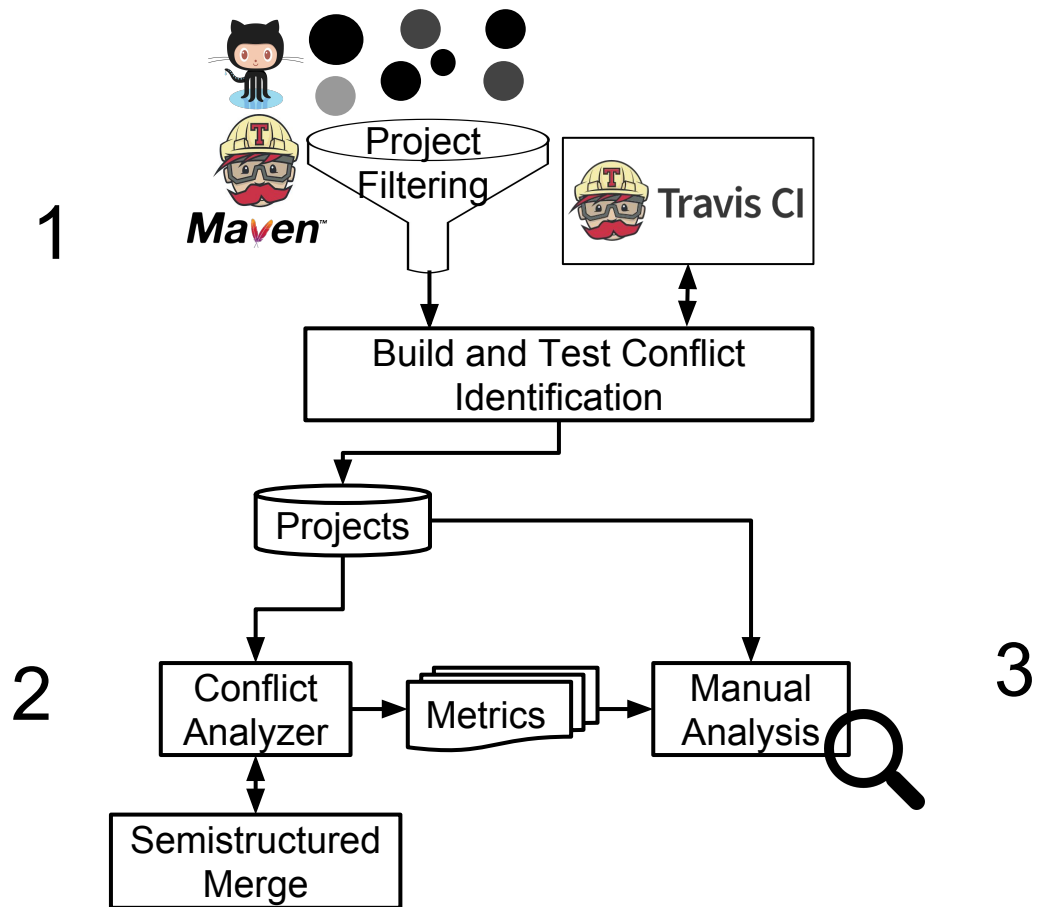 T
Project
Filtering
T
Travis CI
Maven™
1
Build and Test Conflict
Identification
Projects
2
Conflict
Analyzer
Metrics
Manual
Analysis
3
Semistructured
Merge